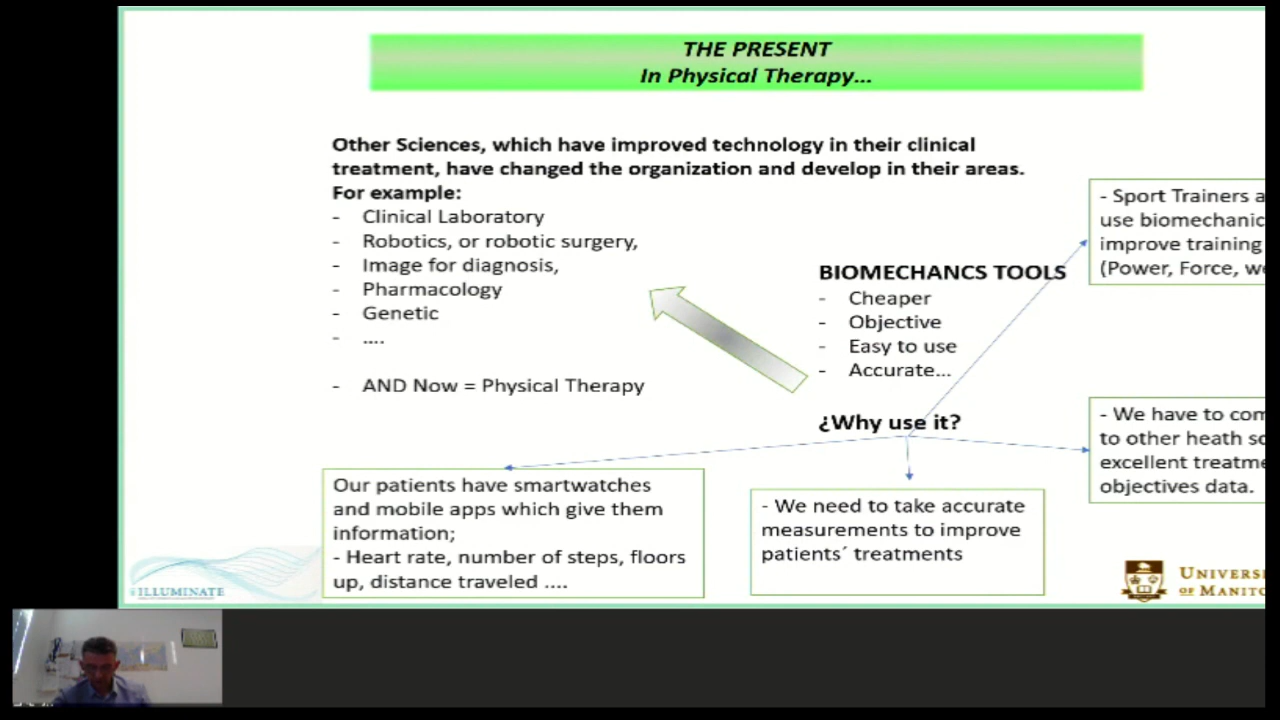 THE PRESENT
In Physical Therapy...
Other Sciences, which have improved technology in their clinical
treatment, have changed the organization and develop in their areas.
For example:
- Clinical Laboratory
- Robotics, or robotic surgery,
- Image for diagnosis,
- Pharmacology
- Genetic
- ....
- AND Now = Physical Therapy
BIOMECHANCS TOOLS
- Cheaper
- Objective
- Easy to use
- Accurate...
¿Why use it?
- Sport Trainers a
use biomechanic
improve training
(Power, Force, we
- We have to com
to other heath sc
excellent treatme
objectives data.
Our patients have smartwatches
and mobile apps which give them
information;
- Heart rate, number of steps, floors
up, distance traveled ....
- We need to take accurate
measurements to improve
patients´ treatments
ILLUMINATE
UNIVERSI
OF MANITO